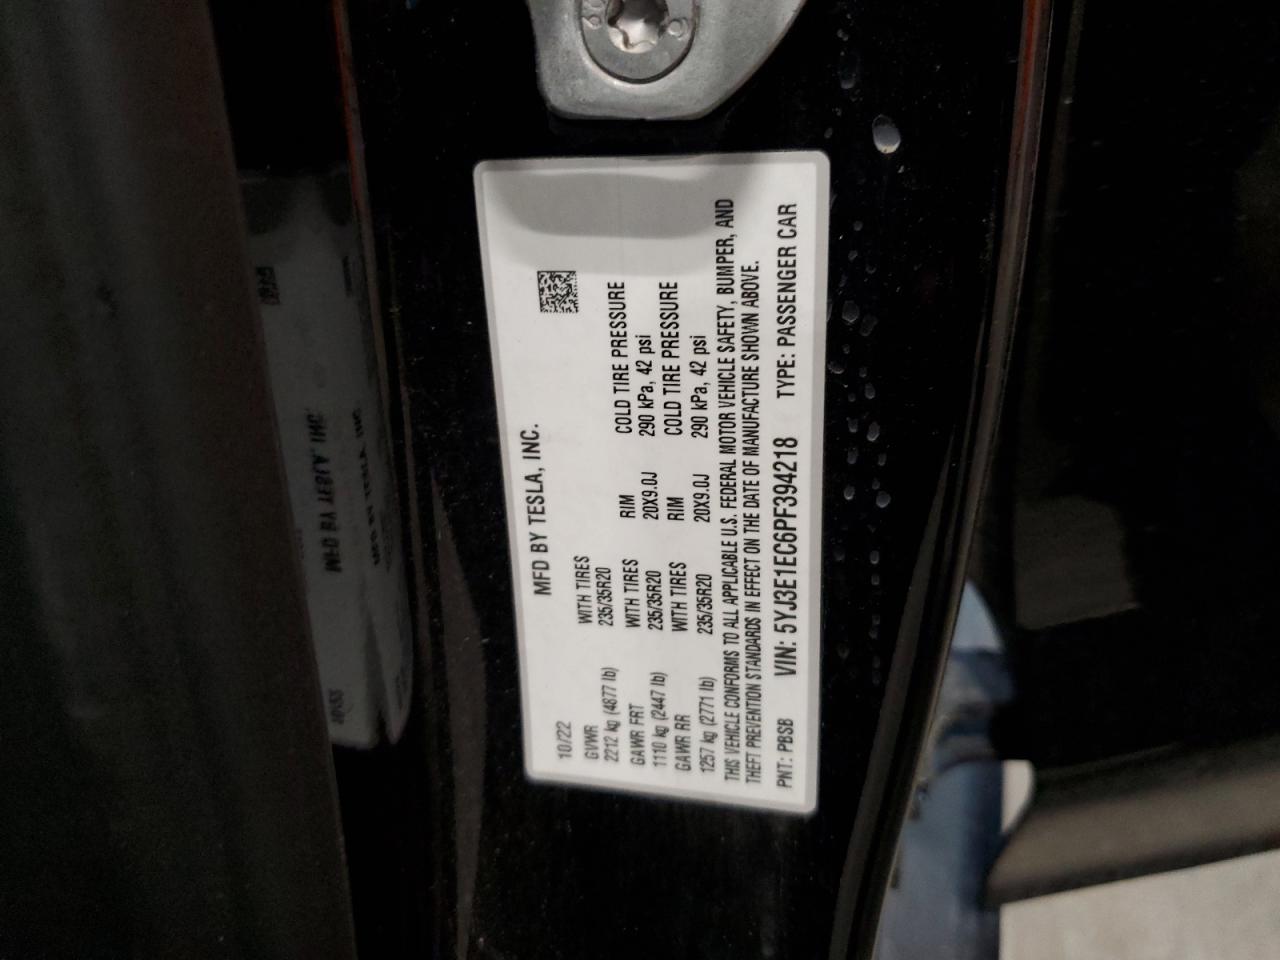 MFD BY TESLA, INC.
10/22
GVWR WITH TIRES
2212 kg (4877 lb) 235/35R20
GAWR FRT WITH TIRES RIM COLD TIRE PRESSURE
1110 kg (2447 lb) 235/35R20 20X9.0J 290 kPa, 42 psi
GAWR RR WITH TIRES RIM COLD TIRE PRESSURE
1257 kg (2771 lb) 235/35R20 20X9.0J 290 kPa, 42 psi
THIS VEHICLE CONFORMS TO ALL APPLICABLE U.S. FEDERAL MOTOR VEHICLE SAFETY, BUMPER, AND
THEFT PREVENTION STANDARDS IN EFFECT ON THE DATE OF MANUFACTURE SHOWN ABOVE.
PNT: PBSB VIN: 5YJ3E1EC6PF394218 TYPE: PASSENGER CAR